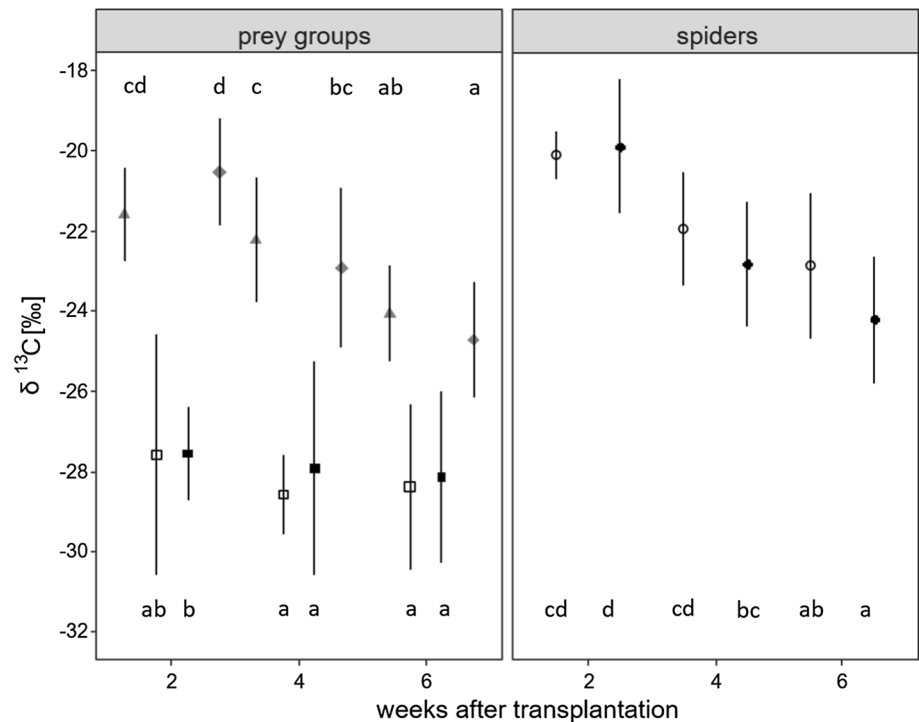 prey groups
spiders
δ ¹³C[‰]
-18
-20
-22
-24
-26
-28
-30
-32
cd d c bc ab a
ab b a a a a
cd d cd bc ab a
2 4 6
2 4 6
weeks after transplantation